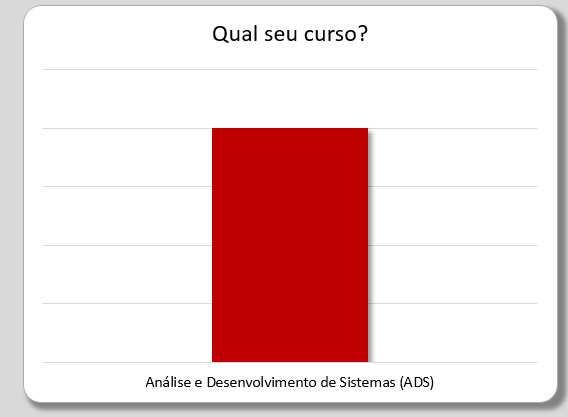 Qual seu curso?
Análise e Desenvolvimento de Sistemas (ADS)